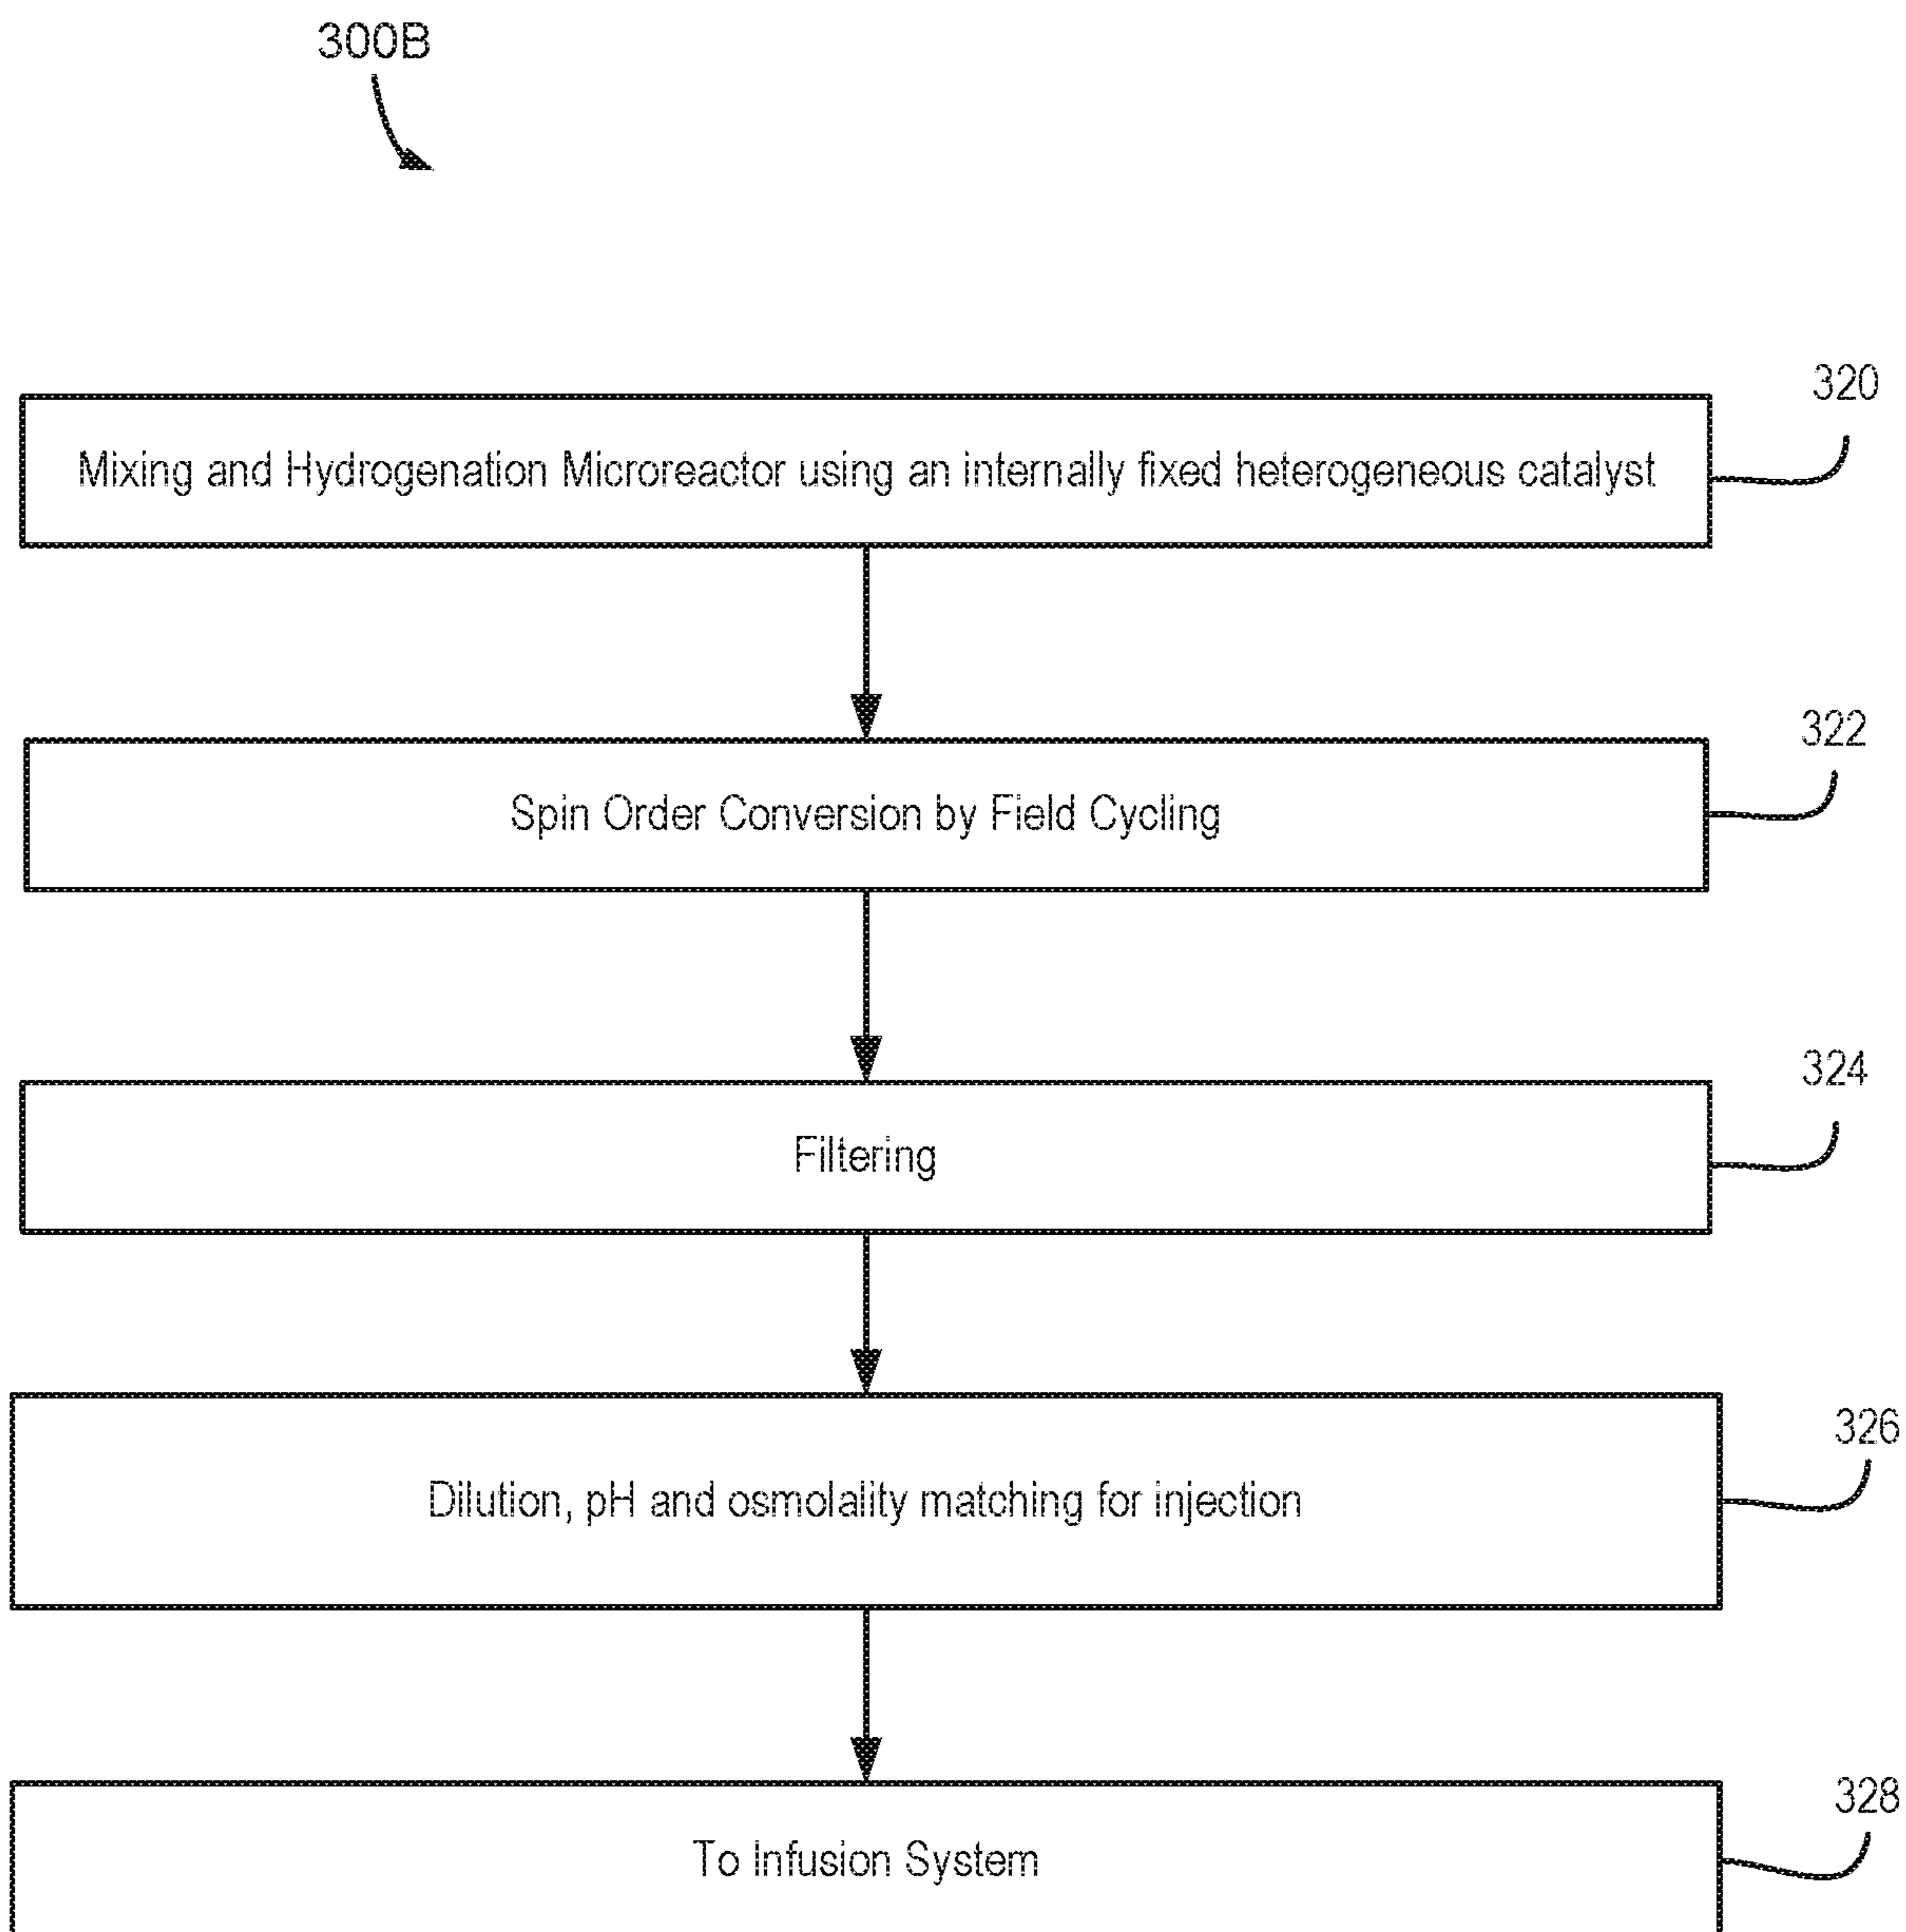 300B
320
Mixing and Hydrogenation Microreactor using an internally fixed heterogeneous catalyst
322
Spin Order Conversion by Field Cycling
324
Filtering
326
Dilution, pH and osmolality matching for injection
328
To Infusion System